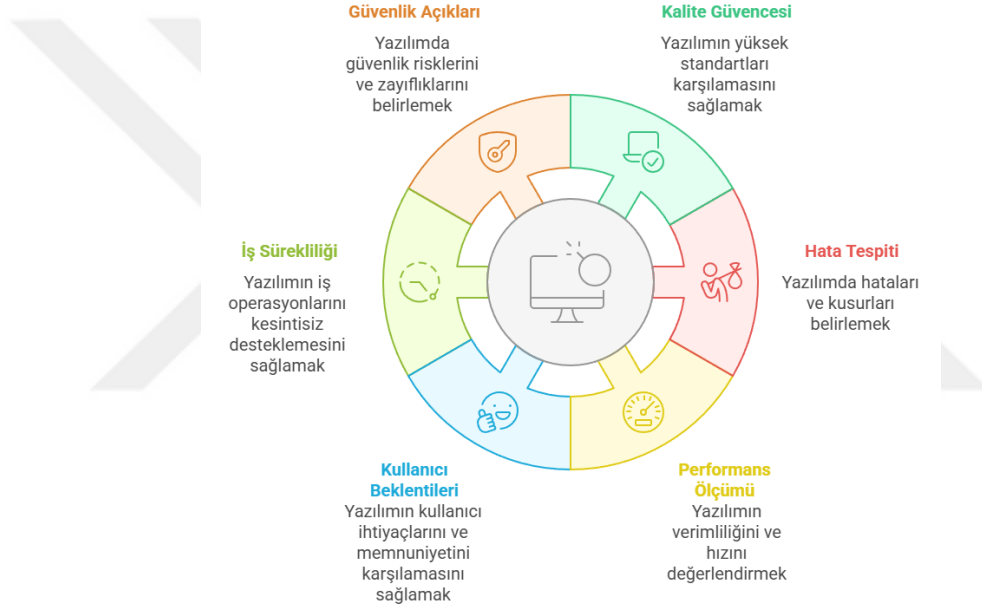 Güvenlik Açıkları
Yazılımda
güvenlik risklerini
ve zayıflıklarını
belirlemek
Kalite Güvencesi
Yazılımın yüksek
standartları
karşılamasını
sağlamak
İş Sürekliliği
Yazılımın iş
operasyonlarını
kesintisiz
desteklemesini
sağlamak
Hata Tespiti
Yazılımda hataları
ve kusurları
belirlemek
Kullanıcı
Beklentileri
Yazılımın kullanıcı
ihtiyaçlarını ve
memnuniyetini
karşılamasını
sağlamak
Performans
Ölçümü
Yazılımın
verimliliğini ve
hızını
değerlendirmek